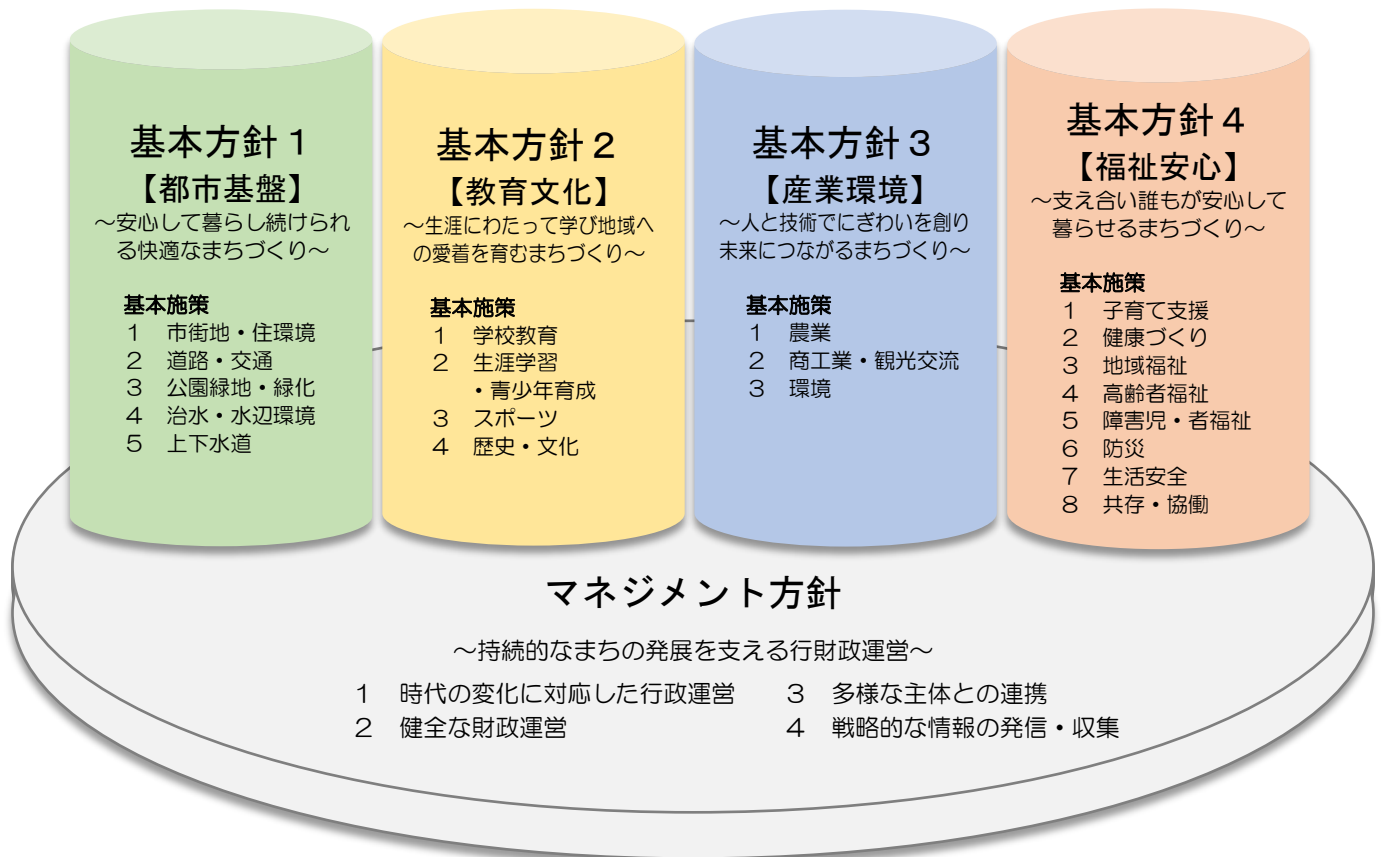 基本方針１
【都市基盤】
～安心して暮らし続けられ
る快適なまちづくり～
基本施策
１　市街地・住環境
２　道路・交通
３　公園緑地・緑化
４　治水・水辺環境
５　上下水道
基本方針２
【教育文化】
～生涯にわたって学び地域へ
の愛着を育むまちづくり～
基本施策
１　学校教育
２　生涯学習
・青少年育成
３　スポーツ
４　歴史・文化
基本方針３
【産業環境】
～人と技術でにぎわいを創り
未来につながるまちづくり～
基本施策
１　農業
２　商工業・観光交流
３　環境
基本方針４
【福祉安心】
～支え合い誰もが安心して
暮らせるまちづくり～
基本施策
１　子育て支援
２　健康づくり
３　地域福祉
４　高齢者福祉
５　障害児・者福祉
６　防災
７　生活安全
８　共存・協働
マネジメント方針
～持続的なまちの発展を支える行財政運営～
１　時代の変化に対応した行政運営
２　健全な財政運営
３　多様な主体との連携
４　戦略的な情報の発信・収集